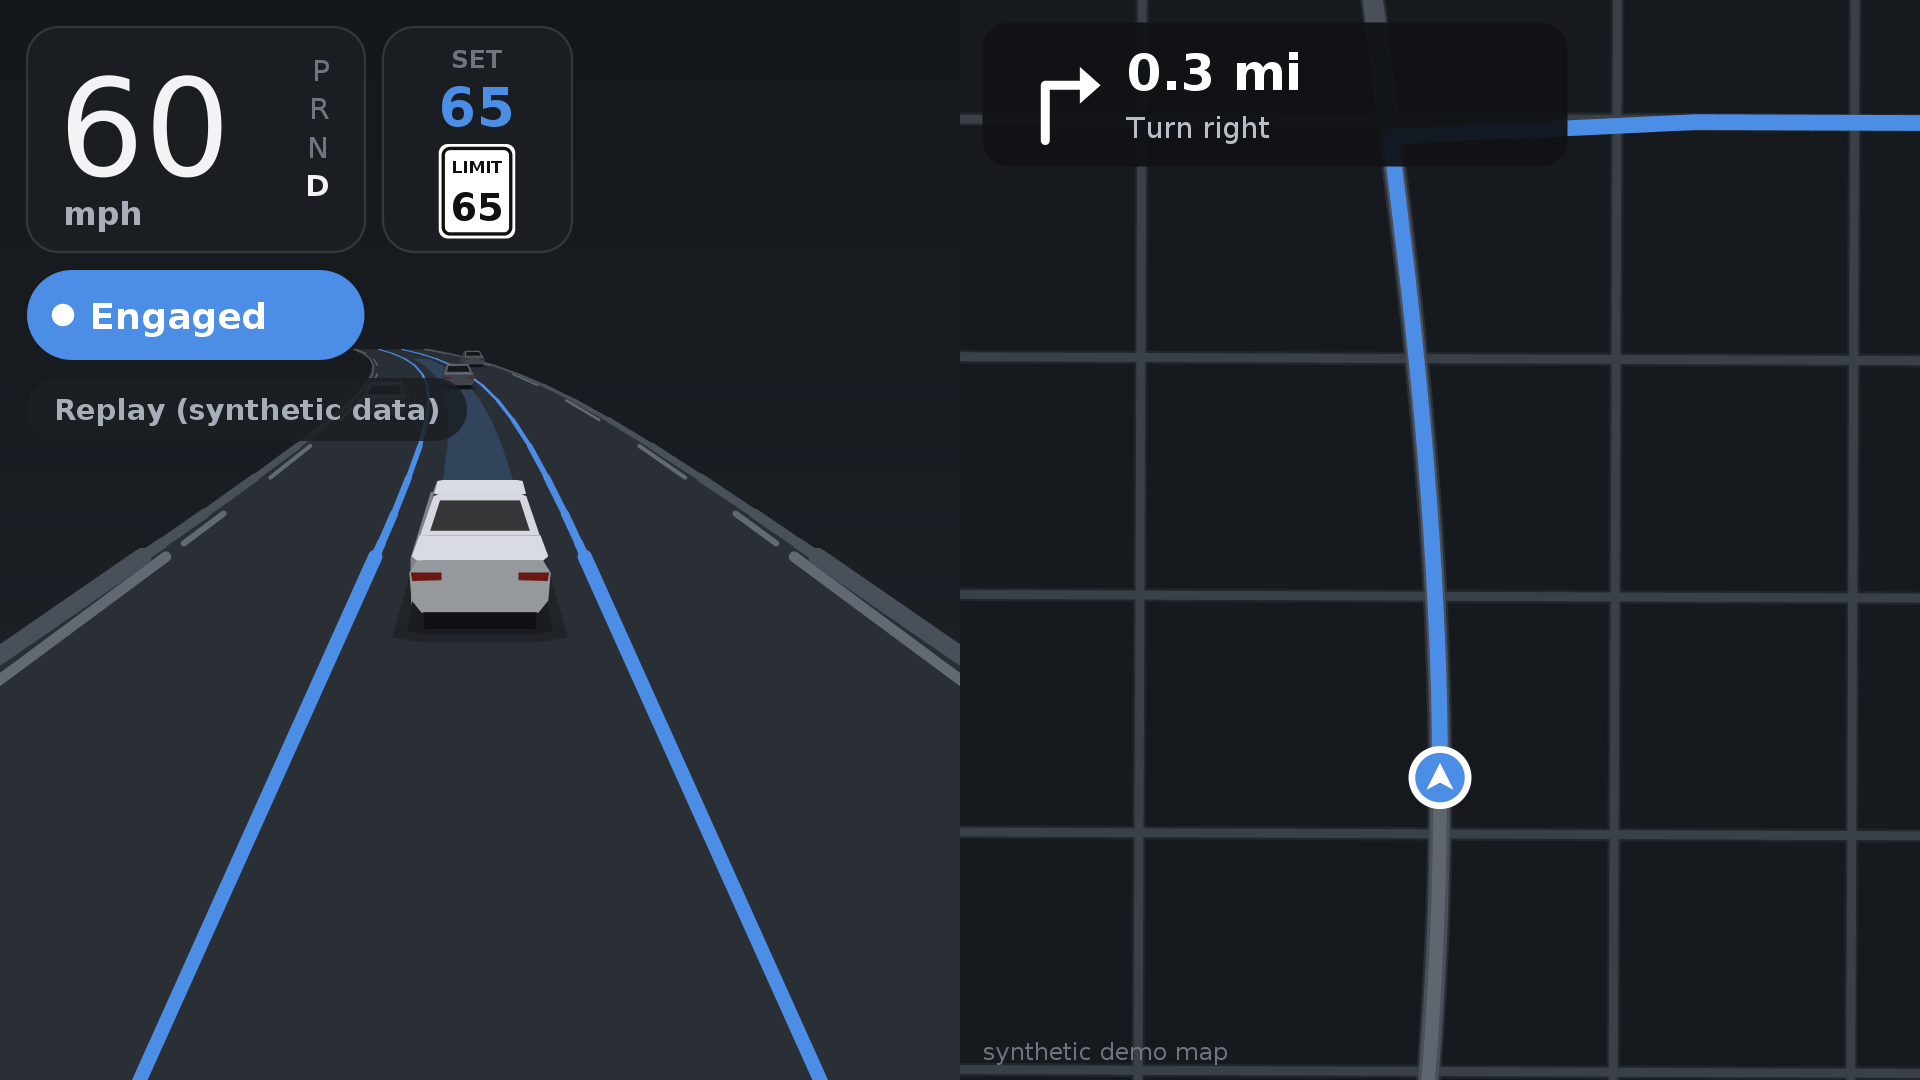 60
mph
P
R
N
D
SET
65
LIMIT
65
Engaged
Replay (synthetic data)
0.3 mi
Turn right
synthetic demo map